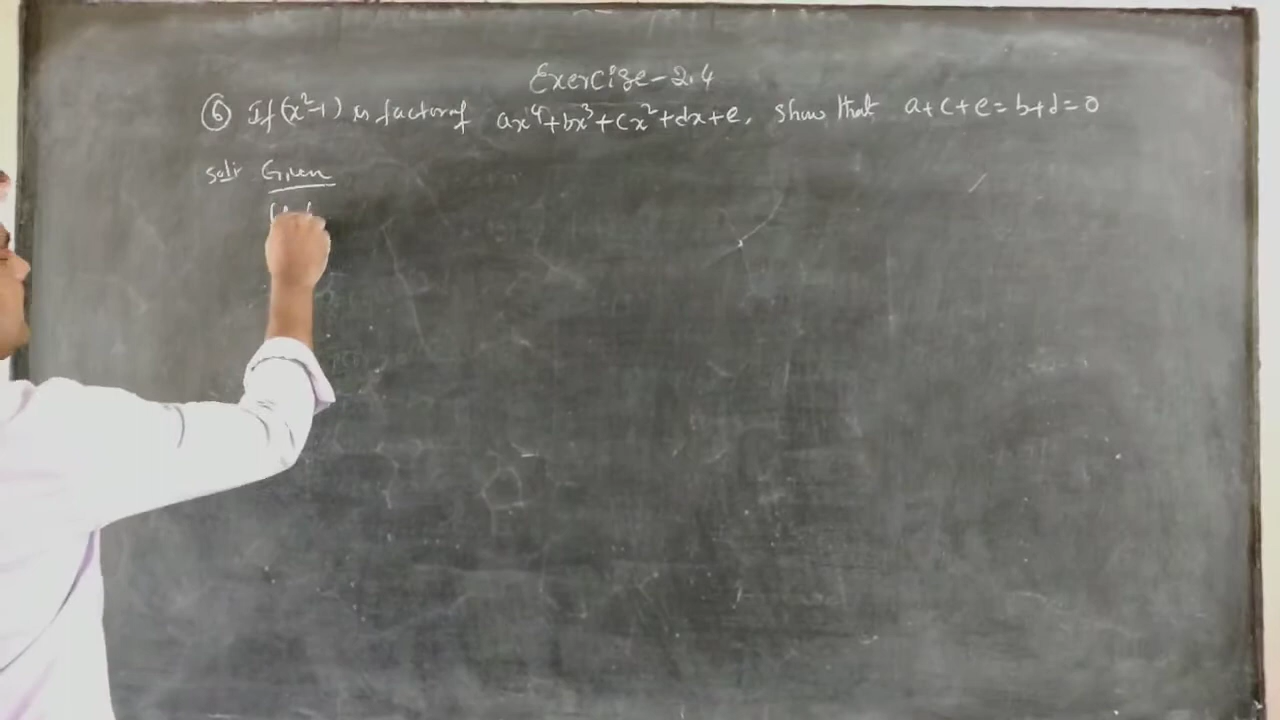 Exercise-2.4
⑥ If (x²-1) is factor of ax⁴+bx³+cx²+dx+e, show that a+c+e=b+d=0
Sol:- Given